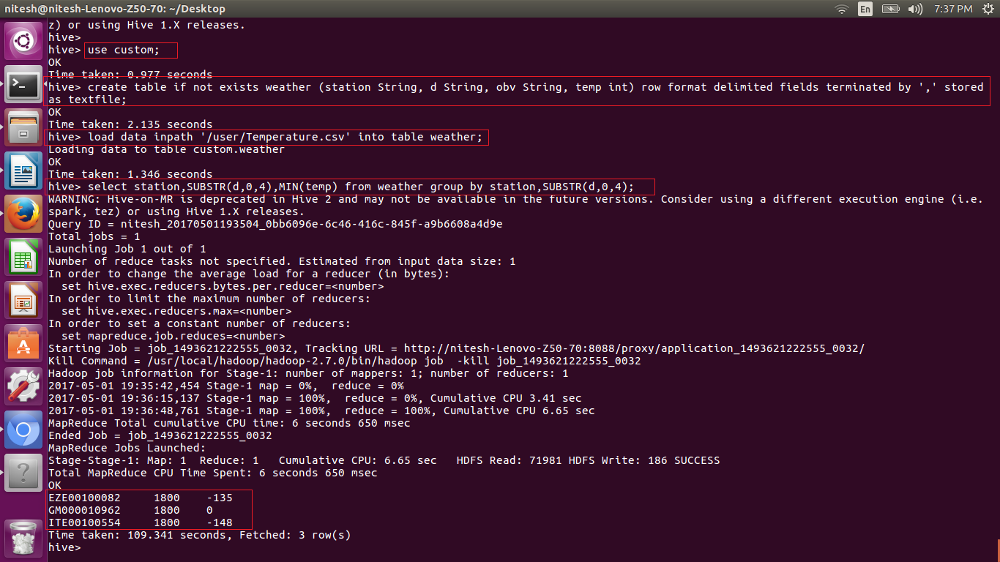 nitesh@nitesh-Lenovo-Z50-70: ~/Desktop
En
7:37 PM
z) or using Hive 1.X releases.
hive>
hive> use custom;
OK
Time taken: 0.977 seconds
hive> create table if not exists weather (station String, d String, obv String, temp int) row format delimited fields terminated by ',' stored
as textfile;
OK
Time taken: 2.135 seconds
hive> load data inpath '/user/Temperature.csv' into table weather;
Loading data to table custom.weather
OK
Time taken: 1.346 seconds
hive> select station,SUBSTR(d,0,4),MIN(temp) from weather group by station,SUBSTR(d,0,4);
WARNING: Hive-on-MR is deprecated in Hive 2 and may not be available in the future versions. Consider using a different execution engine (i.e.
spark, tez) or using Hive 1.X releases.
Query ID = nitesh_20170501193504_0bb6096e-6c46-416c-845f-a9b6608a4d9e
Total jobs = 1
Launching Job 1 out of 1
Number of reduce tasks not specified. Estimated from input data size: 1
In order to change the average load for a reducer (in bytes):
  set hive.exec.reducers.bytes.per.reducer=<number>
In order to limit the maximum number of reducers:
  set hive.exec.reducers.max=<number>
In order to set a constant number of reducers:
  set mapreduce.job.reduces=<number>
Starting Job = job_1493621222555_0032, Tracking URL = http://nitesh-Lenovo-Z50-70:8088/proxy/application_1493621222555_0032/
Kill Command = /usr/local/hadoop/hadoop-2.7.0/bin/hadoop job  -kill job_1493621222555_0032
Hadoop job information for Stage-1: number of mappers: 1; number of reducers: 1
2017-05-01 19:35:42,454 Stage-1 map = 0%,  reduce = 0%
2017-05-01 19:36:15,137 Stage-1 map = 100%,  reduce = 0%, Cumulative CPU 3.41 sec
2017-05-01 19:36:48,761 Stage-1 map = 100%,  reduce = 100%, Cumulative CPU 6.65 sec
MapReduce Total cumulative CPU time: 6 seconds 650 msec
Ended Job = job_1493621222555_0032
MapReduce Jobs Launched:
Stage-Stage-1: Map: 1  Reduce: 1   Cumulative CPU: 6.65 sec   HDFS Read: 71981 HDFS Write: 186 SUCCESS
Total MapReduce CPU Time Spent: 6 seconds 650 msec
OK
EZE00100082     1800    -135
GM000010962     1800    0
ITE00100554     1800    -148
Time taken: 109.341 seconds, Fetched: 3 row(s)
hive>